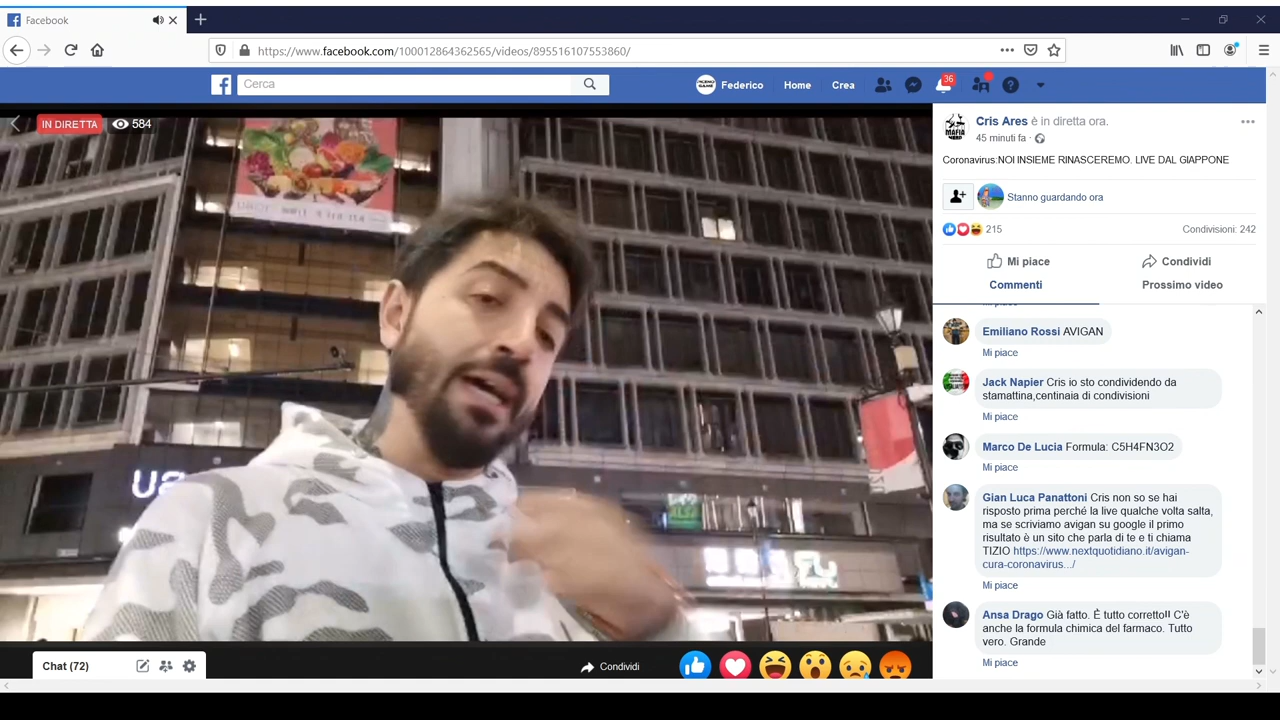 Facebook
https://www.facebook.com/100012864362565/videos/895516107553860/
Cerca
Federico
Home
Crea
36
IN DIRETTA
584
Cris Ares è in diretta ora.
45 minuti fa ·
MAFIA
Coronavirus:NOI INSIEME RINASCEREMO. LIVE DAL GIAPPONE
Stanno guardando ora
215
Condivisioni: 242
Mi piace
Condividi
Commenti
Prossimo video
Emiliano Rossi AVIGAN
Mi piace
Jack Napier Cris io sto condividendo da
stamattina,centinaia di condivisioni
Mi piace
Marco De Lucia Formula: C5H4FN3O2
Mi piace
Gian Luca Panattoni Cris non so se hai
risposto prima perché la live qualche volta salta,
ma se scriviamo avigan su google il primo
risultato è un sito che parla di te e ti chiama
TIZIO https://www.nextquotidiano.it/avigan-
cura-coronavirus.../
Mi piace
Ansa Drago Già fatto. È tutto corretto!! C'è
anche la formula chimica del farmaco. Tutto
vero. Grande
Mi piace
Chat (72)
Condividi